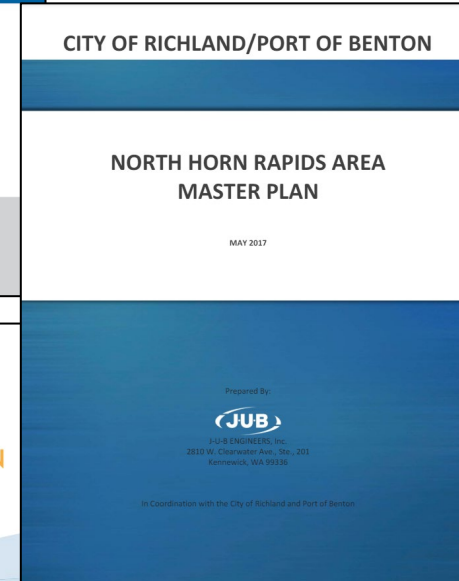 CITY OF RICHLAND/PORT OF BENTON
NORTH HORN RAPIDS AREA
MASTER PLAN
MAY 2017
Prepared By:
JUB
J-U-B ENGINEERS, Inc.
2810 W. Clearwater Ave., Ste., 201
Kennewick, WA 99336
In Coordination with the City of Richland and Port of Benton
N